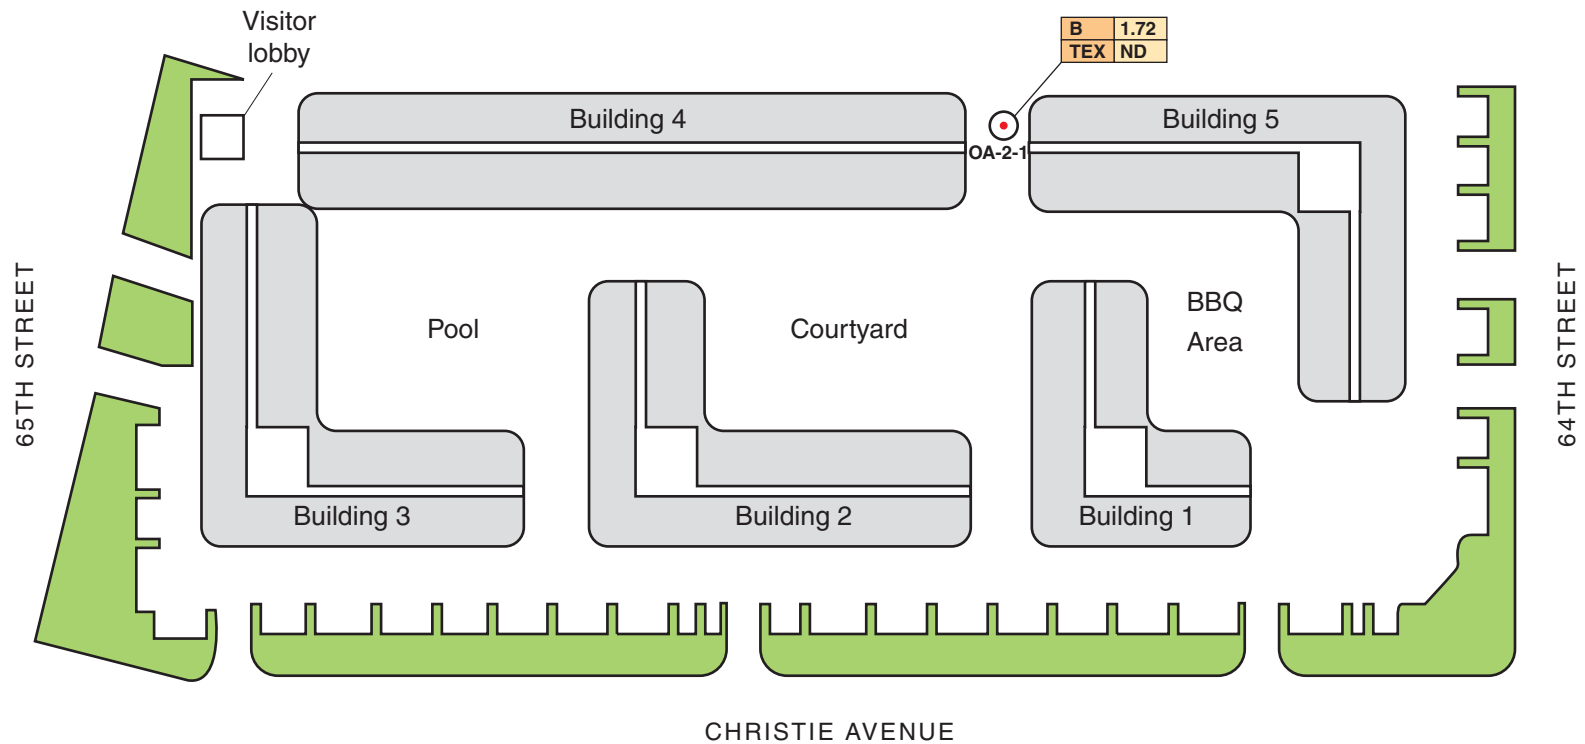 Visitor
lobby
B 1.72
TEX ND
Building 4
Building 5
OA-2-1
65TH STREET
64TH STREET
Pool
Courtyard
BBQ
Area
Building 3
Building 2
Building 1
CHRISTIE AVENUE